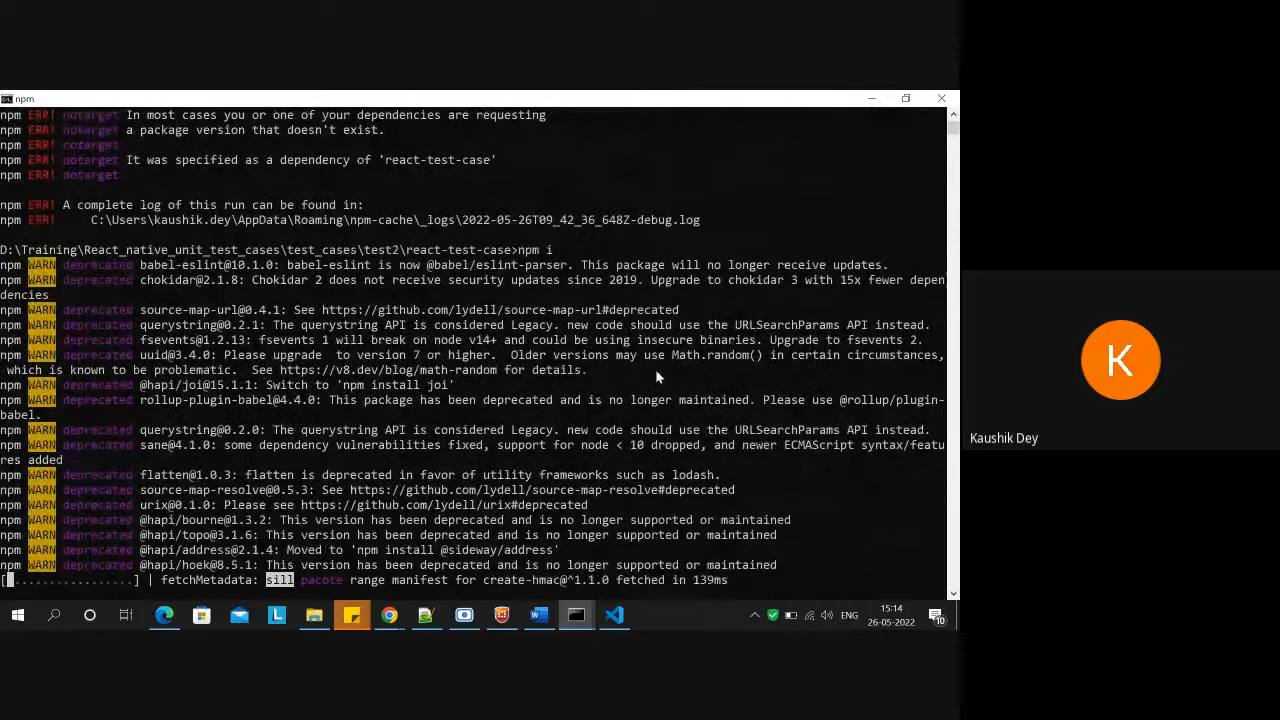 npm
npm ERR! notarget In most cases you or one of your dependencies are requesting
npm ERR! notarget a package version that doesn't exist.
npm ERR! notarget
npm ERR! notarget It was specified as a dependency of 'react-test-case'
npm ERR! notarget
npm ERR! A complete log of this run can be found in:
npm ERR!     C:\Users\kaushik.dey\AppData\Roaming\npm-cache\_logs\2022-05-26T09_42_36_648Z-debug.log
D:\Training\React_native_unit_test_cases\test_cases\test2\react-test-case>npm i
npm WARN deprecated babel-eslint@10.1.0: babel-eslint is now @babel/eslint-parser. This package will no longer receive updates.
npm WARN deprecated chokidar@2.1.8: Chokidar 2 does not receive security updates since 2019. Upgrade to chokidar 3 with 15x fewer depen
dencies
npm WARN deprecated source-map-url@0.4.1: See https://github.com/lydell/source-map-url#deprecated
npm WARN deprecated querystring@0.2.1: The querystring API is considered Legacy. new code should use the URLSearchParams API instead.
npm WARN deprecated fsevents@1.2.13: fsevents 1 will break on node v14+ and could be using insecure binaries. Upgrade to fsevents 2.
npm WARN deprecated uuid@3.4.0: Please upgrade  to version 7 or higher.  Older versions may use Math.random() in certain circumstances,
 which is known to be problematic.  See https://v8.dev/blog/math-random for details.
npm WARN deprecated @hapi/joi@15.1.1: Switch to 'npm install joi'
npm WARN deprecated rollup-plugin-babel@4.4.0: This package has been deprecated and is no longer maintained. Please use @rollup/plugin-
babel.
npm WARN deprecated querystring@0.2.0: The querystring API is considered Legacy. new code should use the URLSearchParams API instead.
npm WARN deprecated sane@4.1.0: some dependency vulnerabilities fixed, support for node < 10 dropped, and newer ECMAScript syntax/featu
res added
npm WARN deprecated flatten@1.0.3: flatten is deprecated in favor of utility frameworks such as lodash.
npm WARN deprecated source-map-resolve@0.5.3: See https://github.com/lydell/source-map-resolve#deprecated
npm WARN deprecated urix@0.1.0: Please see https://github.com/lydell/urix#deprecated
npm WARN deprecated @hapi/bourne@1.3.2: This version has been deprecated and is no longer supported or maintained
npm WARN deprecated @hapi/topo@3.1.6: This version has been deprecated and is no longer supported or maintained
npm WARN deprecated @hapi/address@2.1.4: Moved to 'npm install @sideway/address'
npm WARN deprecated @hapi/hoek@8.5.1: This version has been deprecated and is no longer supported or maintained
[ .................] | fetchMetadata: sill pacote range manifest for create-hmac@^1.1.0 fetched in 139ms
K
Kaushik Dey
L
ENG
15:14
26-05-2022
10